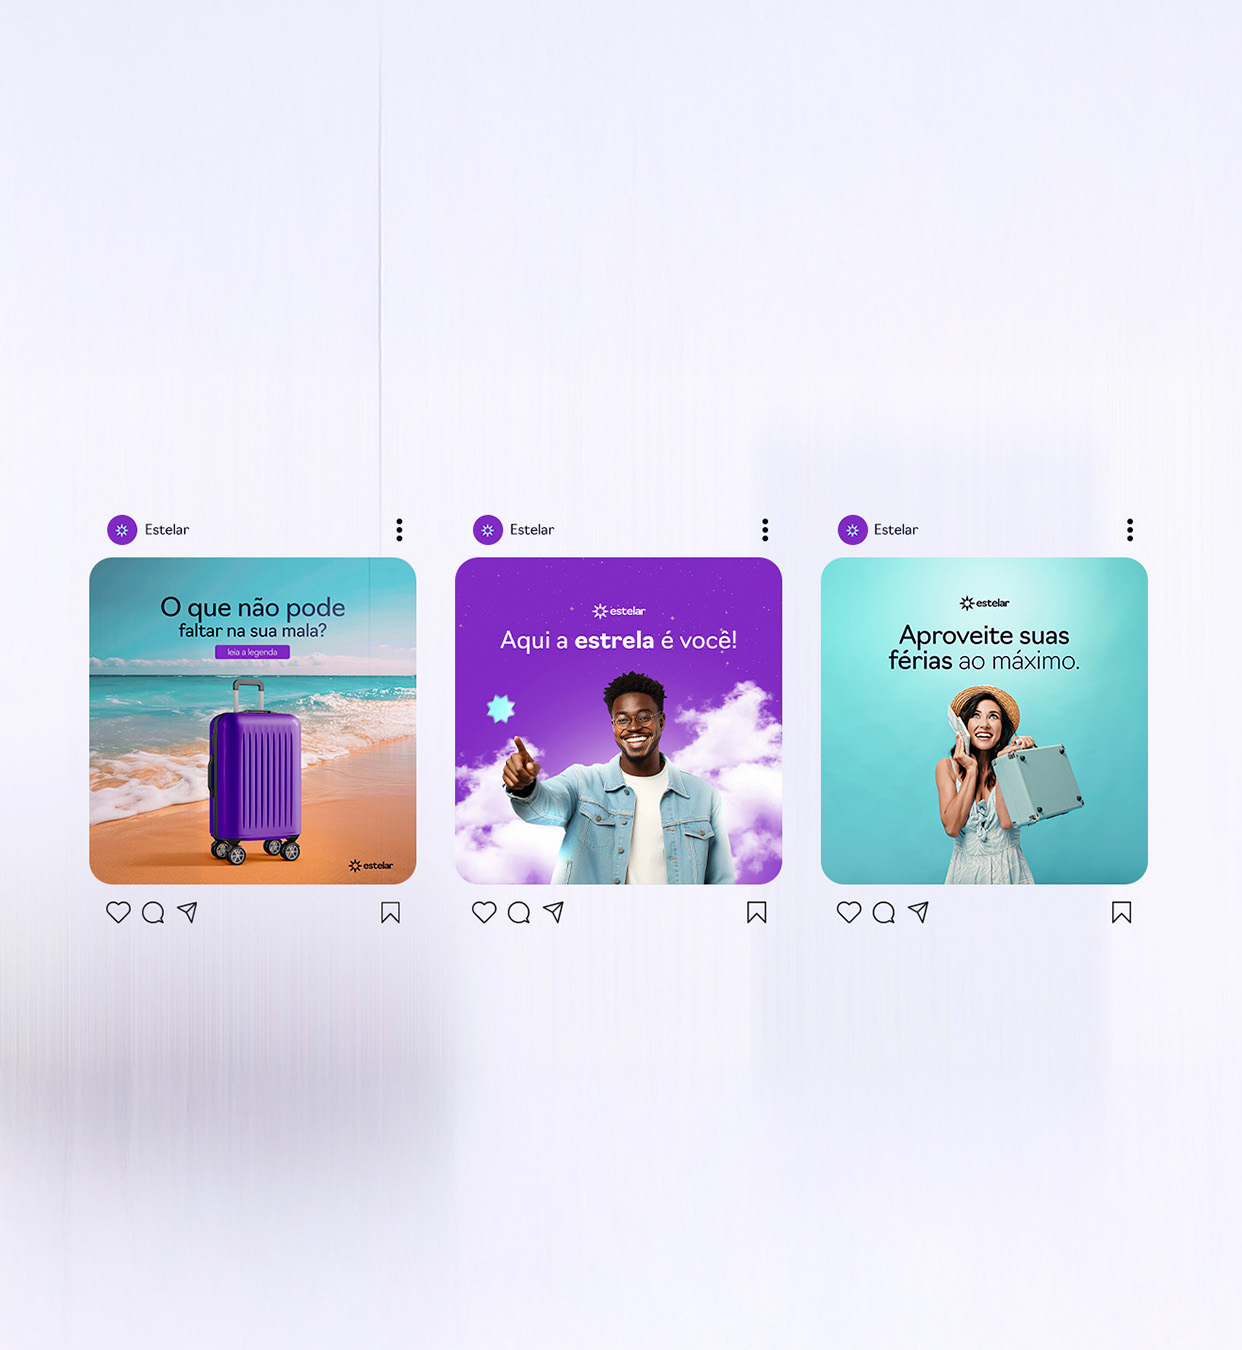 Estelar
O que não pode
faltar na sua mala?
leia a legenda
estelar
Estelar
estelar
Aqui a estrela é você!
Estelar
estelar
Aproveite suas
férias ao máximo.